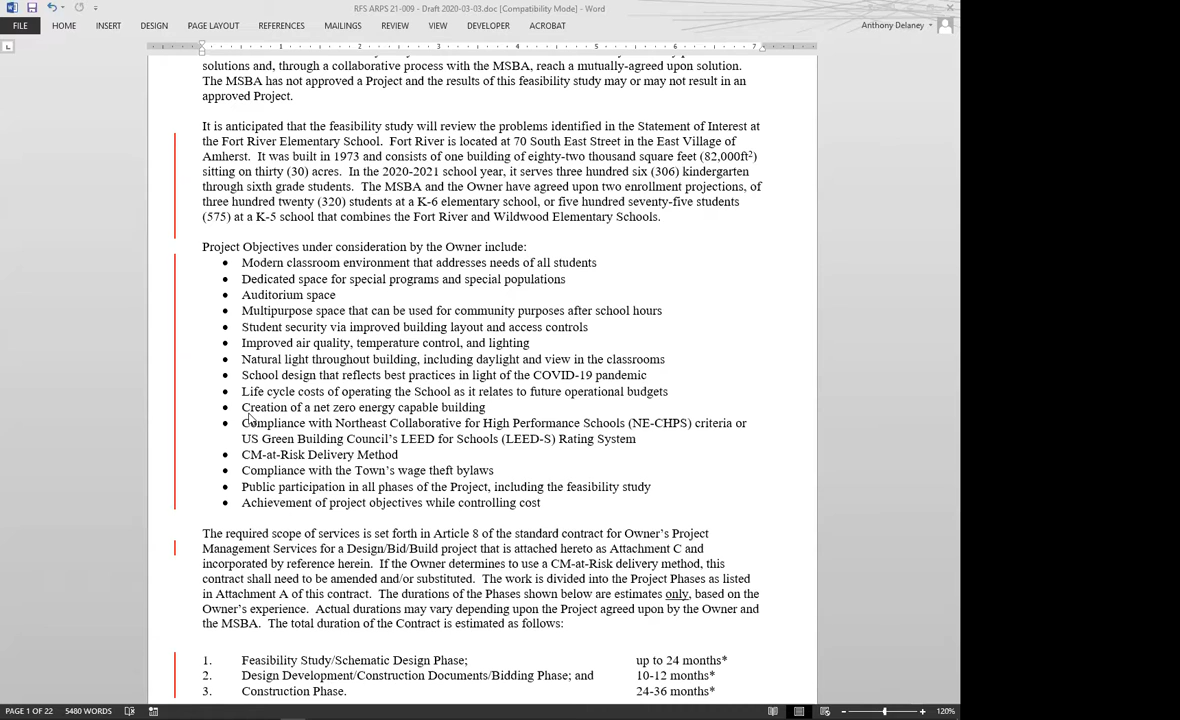 RFS ARPS 21-009 - Draft 2020-03-03.doc [Compatibility Mode] - Word
FILE HOME INSERT DESIGN PAGE LAYOUT REFERENCES MAILINGS REVIEW VIEW DEVELOPER ACROBAT Anthony Delaney
1 2 3 4 5 6 7
solutions and, through a collaborative process with the MSBA, reach a mutually-agreed upon solution.
The MSBA has not approved a Project and the results of this feasibility study may or may not result in an
approved Project.
It is anticipated that the feasibility study will review the problems identified in the Statement of Interest at
the Fort River Elementary School. Fort River is located at 70 South East Street in the East Village of
Amherst. It was built in 1973 and consists of one building of eighty-two thousand square feet (82,000ft²)
sitting on thirty (30) acres. In the 2020-2021 school year, it serves three hundred six (306) kindergarten
through sixth grade students. The MSBA and the Owner have agreed upon two enrollment projections, of
three hundred twenty (320) students at a K-6 elementary school, or five hundred seventy-five students
(575) at a K-5 school that combines the Fort River and Wildwood Elementary Schools.
Project Objectives under consideration by the Owner include:
• Modern classroom environment that addresses needs of all students
• Dedicated space for special programs and special populations
• Auditorium space
• Multipurpose space that can be used for community purposes after school hours
• Student security via improved building layout and access controls
• Improved air quality, temperature control, and lighting
• Natural light throughout building, including daylight and view in the classrooms
• School design that reflects best practices in light of the COVID-19 pandemic
• Life cycle costs of operating the School as it relates to future operational budgets
• Creation of a net zero energy capable building
• Compliance with Northeast Collaborative for High Performance Schools (NE-CHPS) criteria or
US Green Building Council's LEED for Schools (LEED-S) Rating System
• CM-at-Risk Delivery Method
• Compliance with the Town's wage theft bylaws
• Public participation in all phases of the Project, including the feasibility study
• Achievement of project objectives while controlling cost
The required scope of services is set forth in Article 8 of the standard contract for Owner's Project
Management Services for a Design/Bid/Build project that is attached hereto as Attachment C and
incorporated by reference herein. If the Owner determines to use a CM-at-Risk delivery method, this
contract shall need to be amended and/or substituted. The work is divided into the Project Phases as listed
in Attachment A of this contract. The durations of the Phases shown below are estimates only, based on the
Owner's experience. Actual durations may vary depending upon the Project agreed upon by the Owner and
the MSBA. The total duration of the Contract is estimated as follows:
1. Feasibility Study/Schematic Design Phase; up to 24 months*
2. Design Development/Construction Documents/Bidding Phase; and 10-12 months*
3. Construction Phase. 24-36 months*
PAGE 1 OF 22 5480 WORDS 120%